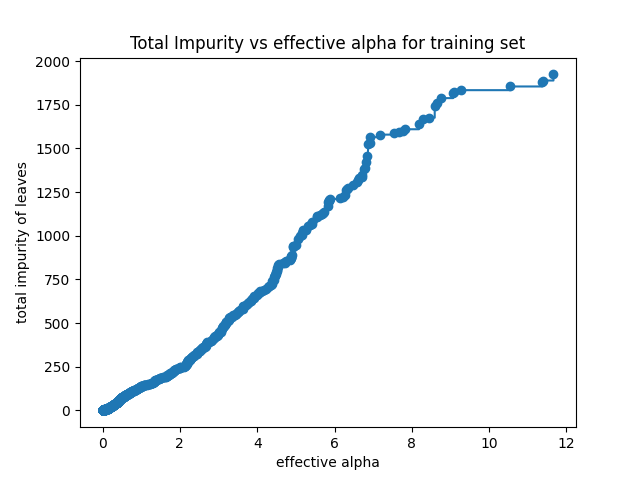 Total Impurity vs effective alpha for training set
2000
1750
1500
1250
1000
750
500
250
0
total impurity of leaves
0 2 4 6 8 10 12
effective alpha